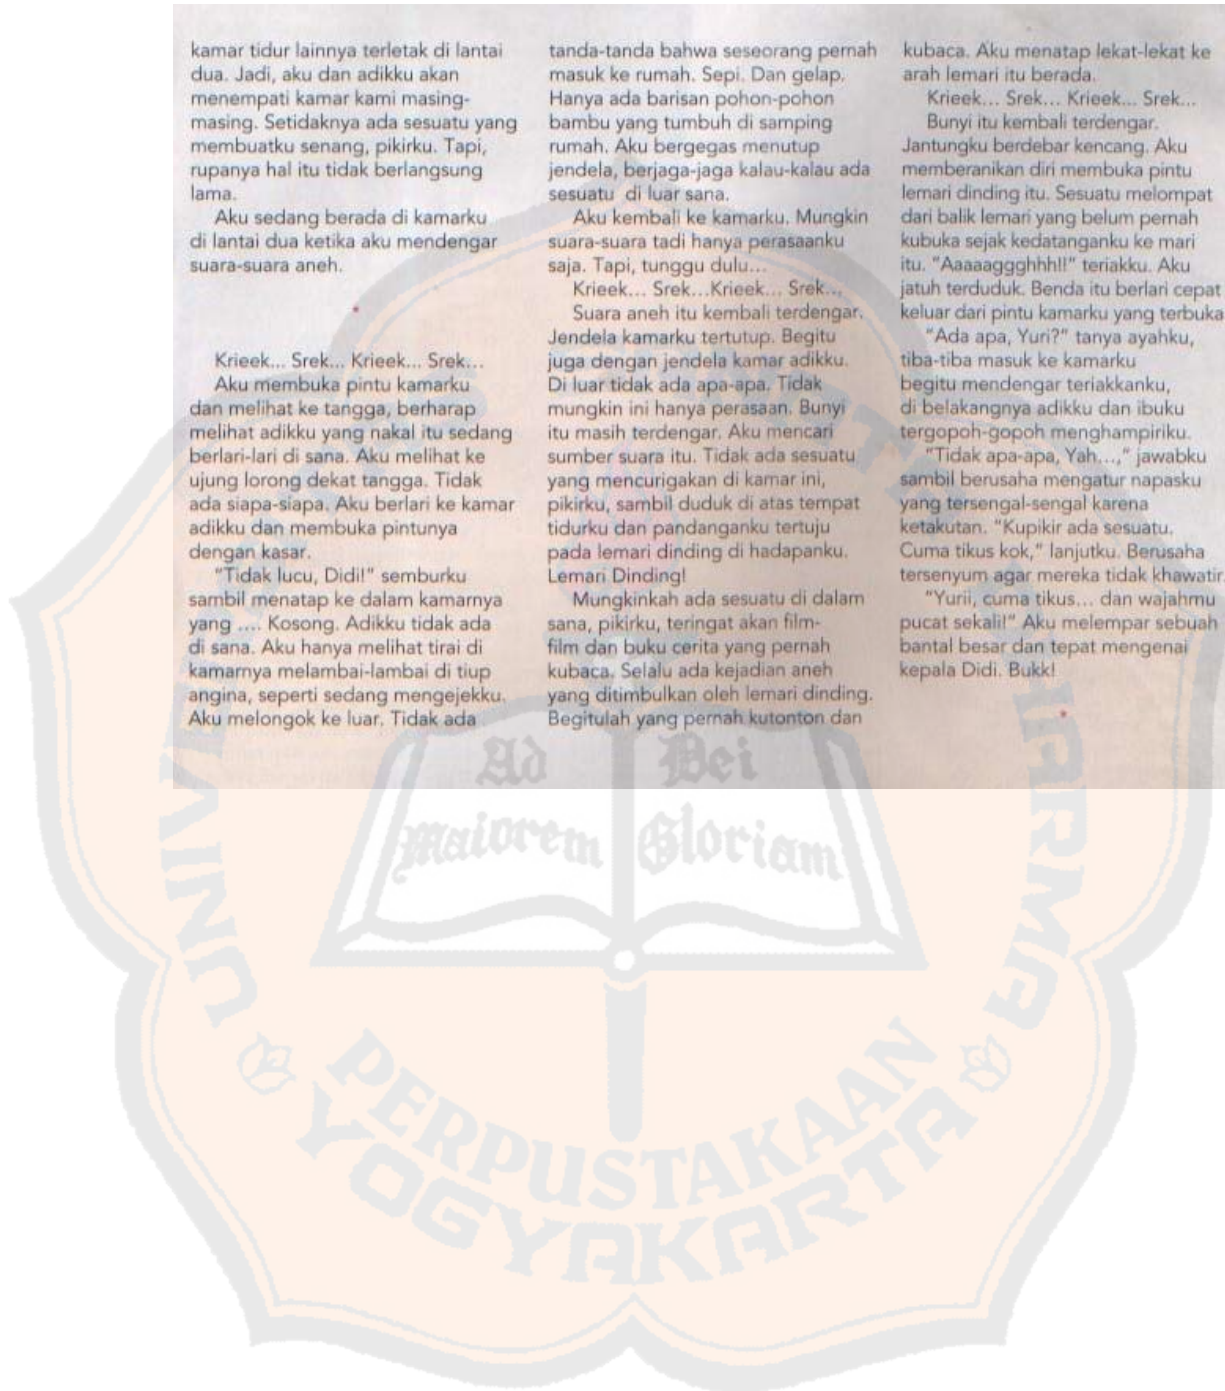 kamar tidur lainnya terletak di lantai
dua. Jadi, aku dan adikku akan
menempati kamar kami masing-
masing. Setidaknya ada sesuatu yang
membuatku senang, pikirku. Tapi,
rupanya hal itu tidak berlangsung
lama.
Aku sedang berada di kamarku
di lantai dua ketika aku mendengar
suara-suara aneh.
Krieek... Srek... Krieek... Srek...
Aku membuka pintu kamarku
dan melihat ke tangga, berharap
melihat adikku yang nakal itu sedang
berlari-lari di sana. Aku melihat ke
ujung lorong dekat tangga. Tidak
ada siapa-siapa. Aku berlari ke kamar
adikku dan membuka pintunya
dengan kasar.
"Tidak lucu, Didi!" semburku
sambil menatap ke dalam kamarnya
yang .... Kosong. Adikku tidak ada
di sana. Aku hanya melihat tirai di
kamarnya melambai-lambai di tiup
angina, seperti sedang mengejekku.
Aku melongok ke luar. Tidak ada
tanda-tanda bahwa seseorang pernah
masuk ke rumah. Sepi. Dan gelap.
Hanya ada barisan pohon-pohon
bambu yang tumbuh di samping
rumah. Aku bergegas menutup
jendela, berjaga-jaga kalau-kalau ada
sesuatu di luar sana.
Aku kembali ke kamarku. Mungkin
suara-suara tadi hanya perasaanku
saja. Tapi, tunggu dulu...
Krieek... Srek...Krieek... Srek...
Suara aneh itu kembali terdengar.
Jendela kamarku tertutup. Begitu
juga dengan jendela kamar adikku.
Di luar tidak ada apa-apa. Tidak
mungkin ini hanya perasaan. Bunyi
itu masih terdengar. Aku mencari
sumber suara itu. Tidak ada sesuatu
yang mencurigakan di kamar ini,
pikirku, sambil duduk di atas tempat
tidurku dan pandanganku tertuju
pada lemari dinding di hadapanku.
Lemari Dinding!
Mungkinkah ada sesuatu di dalam
sana, pikirku, teringat akan film-
film dan buku cerita yang pernah
kubaca. Selalu ada kejadian aneh
yang ditimbulkan oleh lemari dinding.
Begitulah yang pernah kutonton dan
kubaca. Aku menatap lekat-lekat ke
arah lemari itu berada.
Krieek... Srek... Krieek... Srek...
Bunyi itu kembali terdengar.
Jantungku berdebar kencang. Aku
memberanikan diri membuka pintu
lemari dinding itu. Sesuatu melompat
dari balik lemari yang belum pernah
kubuka sejak kedatanganku ke mari
itu. "Aaaaaggghhh!!" teriakku. Aku
jatuh terduduk. Benda itu berlari cepat
keluar dari pintu kamarku yang terbuka
"Ada apa, Yuri?" tanya ayahku,
tiba-tiba masuk ke kamarku
begitu mendengar teriakkanku,
di belakangnya adikku dan ibuku
tergopoh-gopoh menghampiriku.
"Tidak apa-apa, Yah...," jawabku
sambil berusaha mengatur napasku
yang tersengal-sengal karena
ketakutan. "Kupikir ada sesuatu.
Cuma tikus kok," lanjutku. Berusaha
tersenyum agar mereka tidak khawatir.
"Yurii, cuma tikus... dan wajahmu
pucat sekali!" Aku melempar sebuah
bantal besar dan tepat mengenai
kepala Didi. Bukk!
Ad Dei
Maiorem Gloriam
PERPUSTAKAAN
YOGYAKARTA